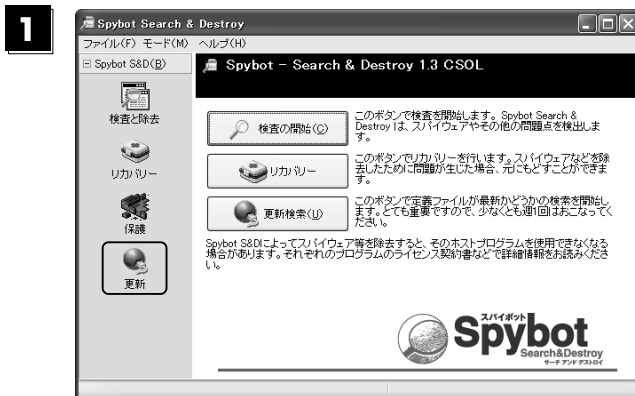 1
Spybot Search & Destroy
ファイル(F) モード(M) ヘルプ(H)
Spybot S&D(B)
検査と除去
リカバリー
保護
更新
Spybot - Search & Destroy 1.3 CSOL
検査の開始(C)
このボタンで検査を開始します。Spybot Search &
Destroy は、スパイウェアやその他の問題点を検出しま
す。
リカバリー
このボタンでリカバリーを行います。スパイウェアなどを除
去したために問題が生じた場合、元にもどすことができま
す。
更新検索(U)
このボタンで定義ファイルが最新かどうかの検索を開始し
ます。とても重要ですので、少なくとも週1回はおこなってく
ださい。
Spybot S&Dによってスパイウェア等を除去すると、そのホストプログラムを使用できなくなる
場合があります。それぞれのプログラムのライセンス契約書などで詳細情報をお読みくださ
い。
スパイボット
Spybot
Search&Destroy
サーチ アンド デストロイ